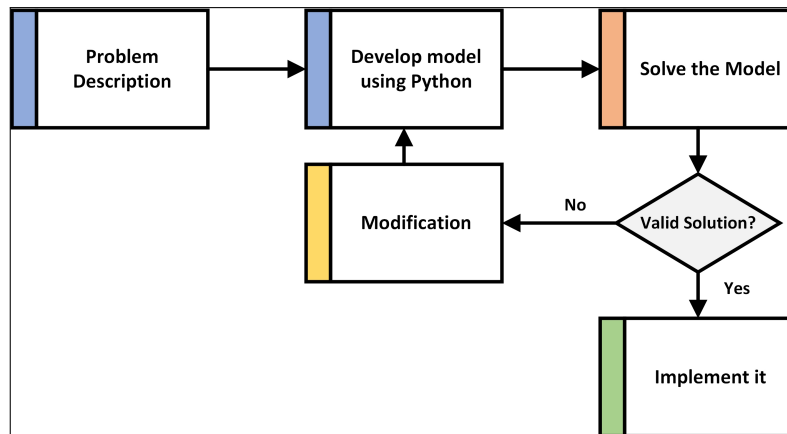 Problem
Description
Develop model
using Python
Solve the Model
Modification
No
Valid Solution?
Yes
Implement it